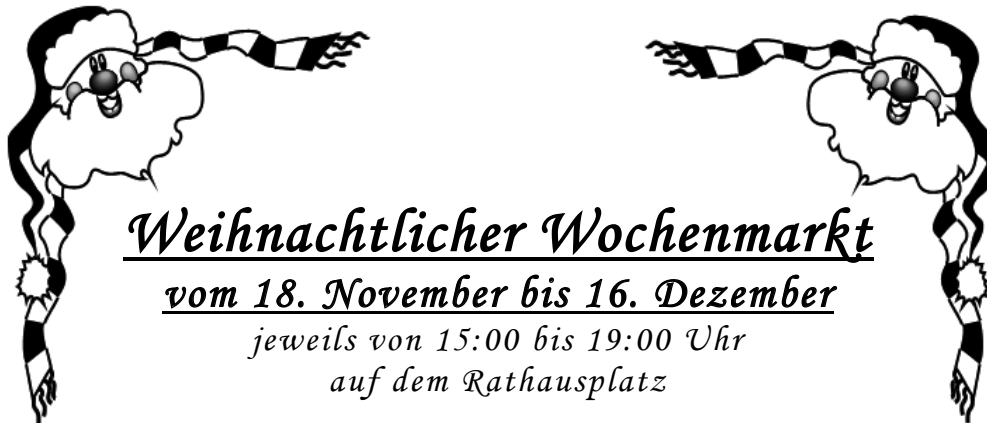 Weihnachtlicher Wochenmarkt
vom 18. November bis 16. Dezember
jeweils von 15:00 bis 19:00 Uhr
auf dem Rathausplatz